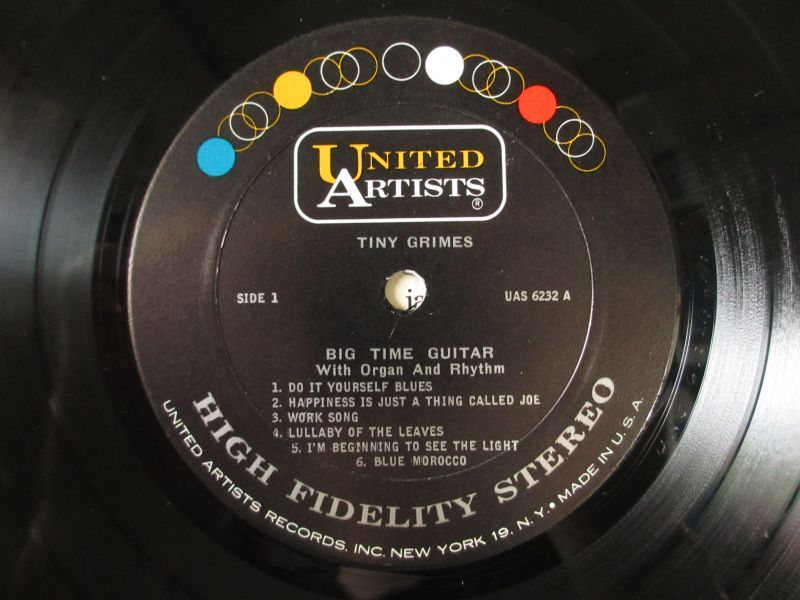 UNITED
ARTISTS
®
TINY GRIMES
SIDE 1
UAS 6232 A
ja
BIG TIME GUITAR
With Organ And Rhythm
1. DO IT YOURSELF BLUES
2. HAPPINESS IS JUST A THING CALLED JOE
3. WORK SONG
4. LULLABY OF THE LEAVES
5. I'M BEGINNING TO SEE THE LIGHT
6. BLUE MOROCCO
HIGH FIDELITY STEREO
UNITED ARTISTS RECORDS, INC. NEW YORK 19, N.Y. • MADE IN U.S.A.